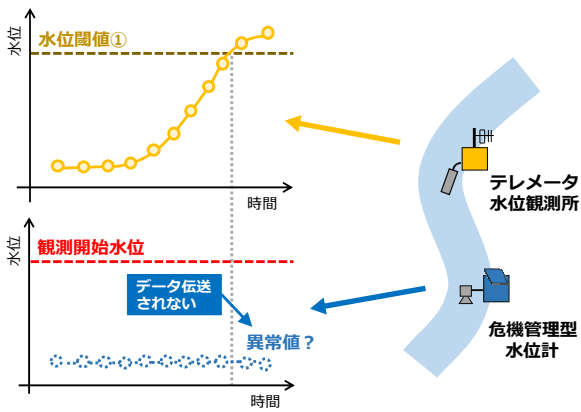 水位
水位閾値①
時間
テレメータ
水位観測所
水位
観測開始水位
データ伝送
されない
異常値？
時間
危機管理型
水位計